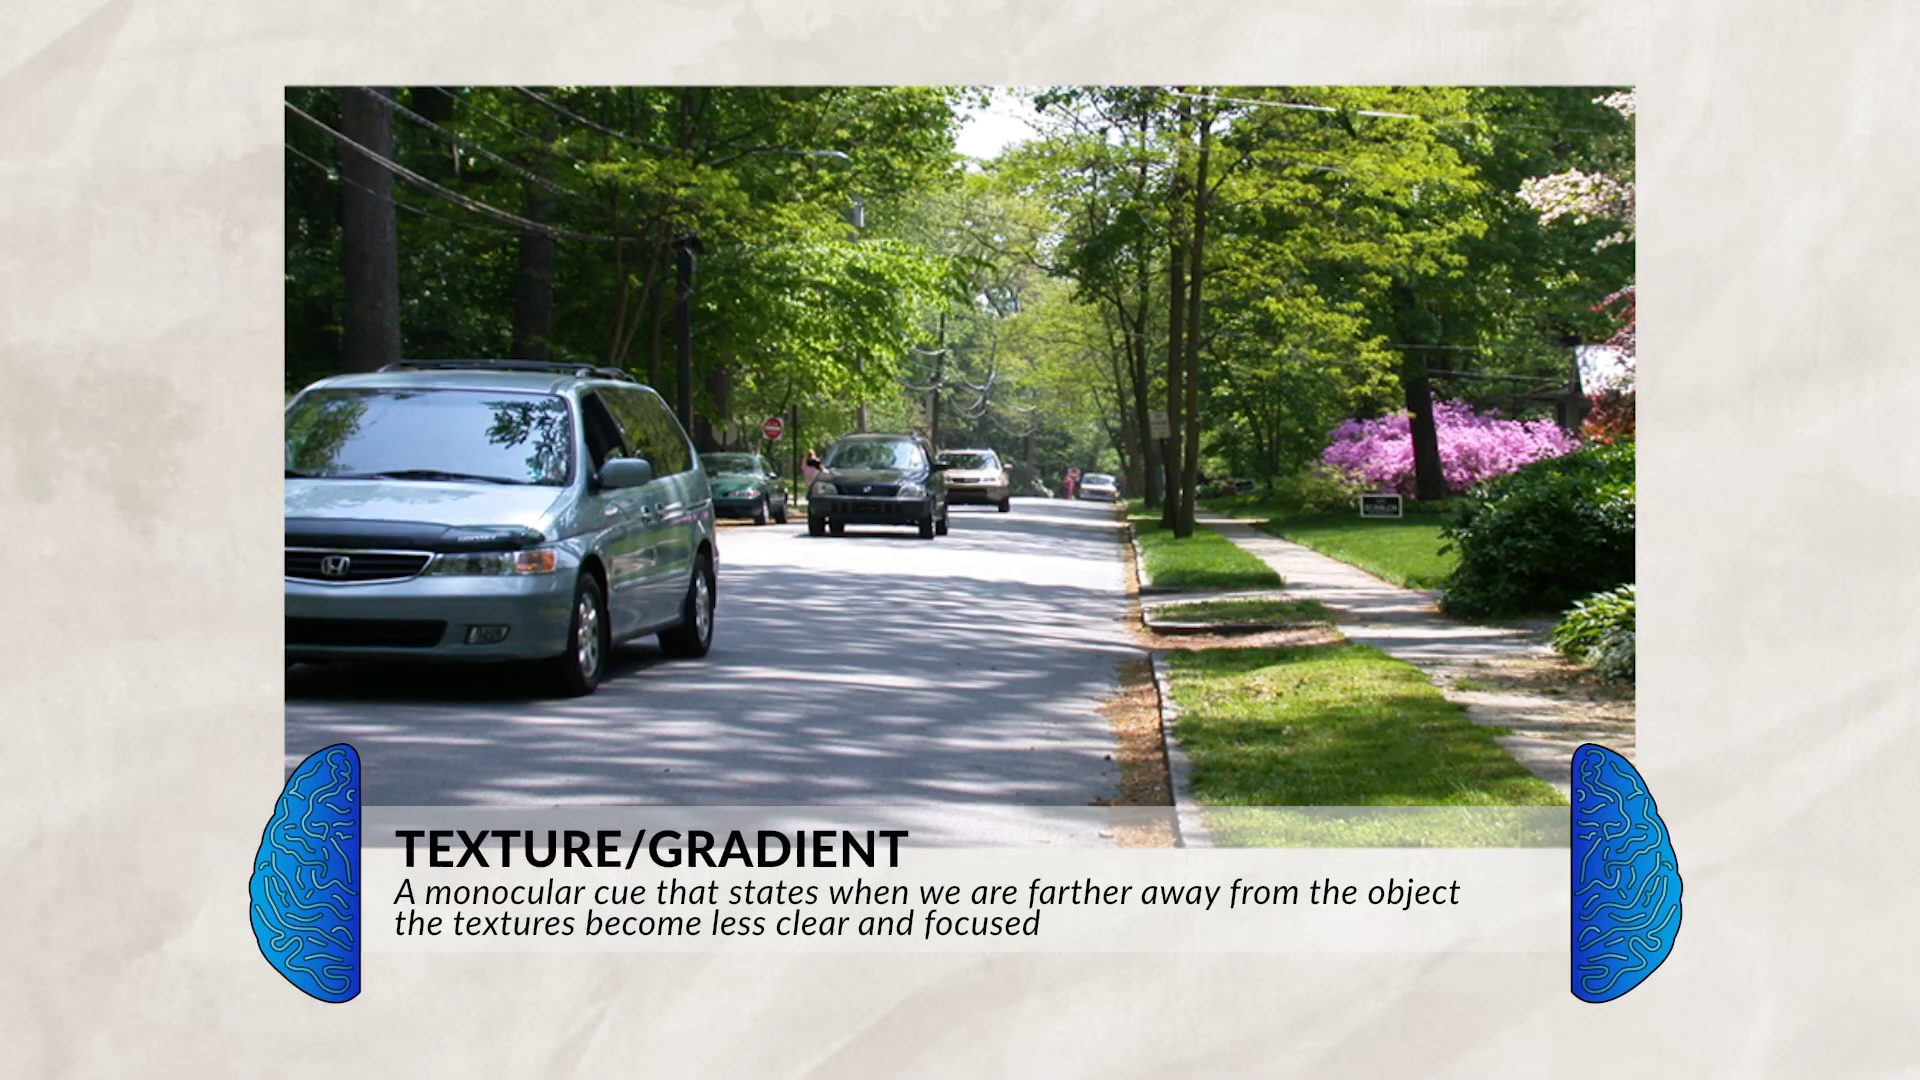 TEXTURE/GRADIENT
A monocular cue that states when we are farther away from the object
the textures become less clear and focused